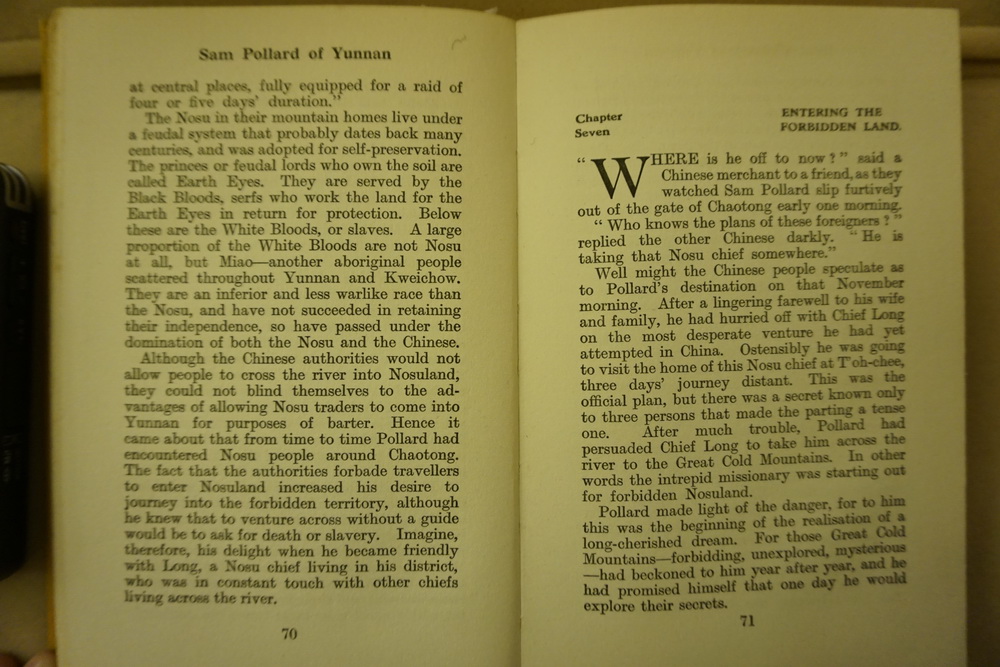 Sam Pollard of Yunnan
at central places, fully equipped for a raid of
four or five days' duration."
The Nosu in their mountain homes live under
a feudal system that probably dates back many
centuries, and was adopted for self-preservation.
The princes or feudal lords who own the soil are
called Earth Eyes. They are served by the
Black Bloods, serfs who work the land for the
Earth Eyes in return for protection. Below
these are the White Bloods, or slaves. A large
proportion of the White Bloods are not Nosu
at all, but Miao—another aboriginal people
scattered throughout Yunnan and Kweichow.
They are an inferior and less warlike race than
the Nosu, and have not succeeded in retaining
their independence, so have passed under the
domination of both the Nosu and the Chinese.
Although the Chinese authorities would not
allow people to cross the river into Nosuland,
they could not blind themselves to the ad-
vantages of allowing Nosu traders to come into
Yunnan for purposes of barter. Hence it
came about that from time to time Pollard had
encountered Nosu people around Chaotong.
The fact that the authorities forbade travellers
to enter Nosuland increased his desire to
journey into the forbidden territory, although
he knew that to venture across without a guide
would be to ask for death or slavery. Imagine,
therefore, his delight when he became friendly
with Long, a Nosu chief living in his district,
who was in constant touch with other chiefs
living across the river.
70
Chapter
Seven
ENTERING THE
FORBIDDEN LAND.
"WHERE is he off to now?" said a
Chinese merchant to a friend, as they
watched Sam Pollard slip furtively
out of the gate of Chaotong early one morning.
"Who knows the plans of these foreigners?"
replied the other Chinese darkly. "He is
taking that Nosu chief somewhere."
Well might the Chinese people speculate as
to Pollard's destination on that November
morning. After a lingering farewell to his wife
and family, he had hurried off with Chief Long
on the most desperate venture he had yet
attempted in China. Ostensibly he was going
to visit the home of this Nosu chief at T'oh-chee,
three days' journey distant. This was the
official plan, but there was a secret known only
to three persons that made the parting a tense
one. After much trouble, Pollard had
persuaded Chief Long to take him across the
river to the Great Cold Mountains. In other
words the intrepid missionary was starting out
for forbidden Nosuland.
Pollard made light of the danger, for to him
this was the beginning of the realisation of a
long-cherished dream. For those Great Cold
Mountains—forbidding, unexplored, mysterious
—had beckoned to him year after year, and he
had promised himself that one day he would
explore their secrets.
71